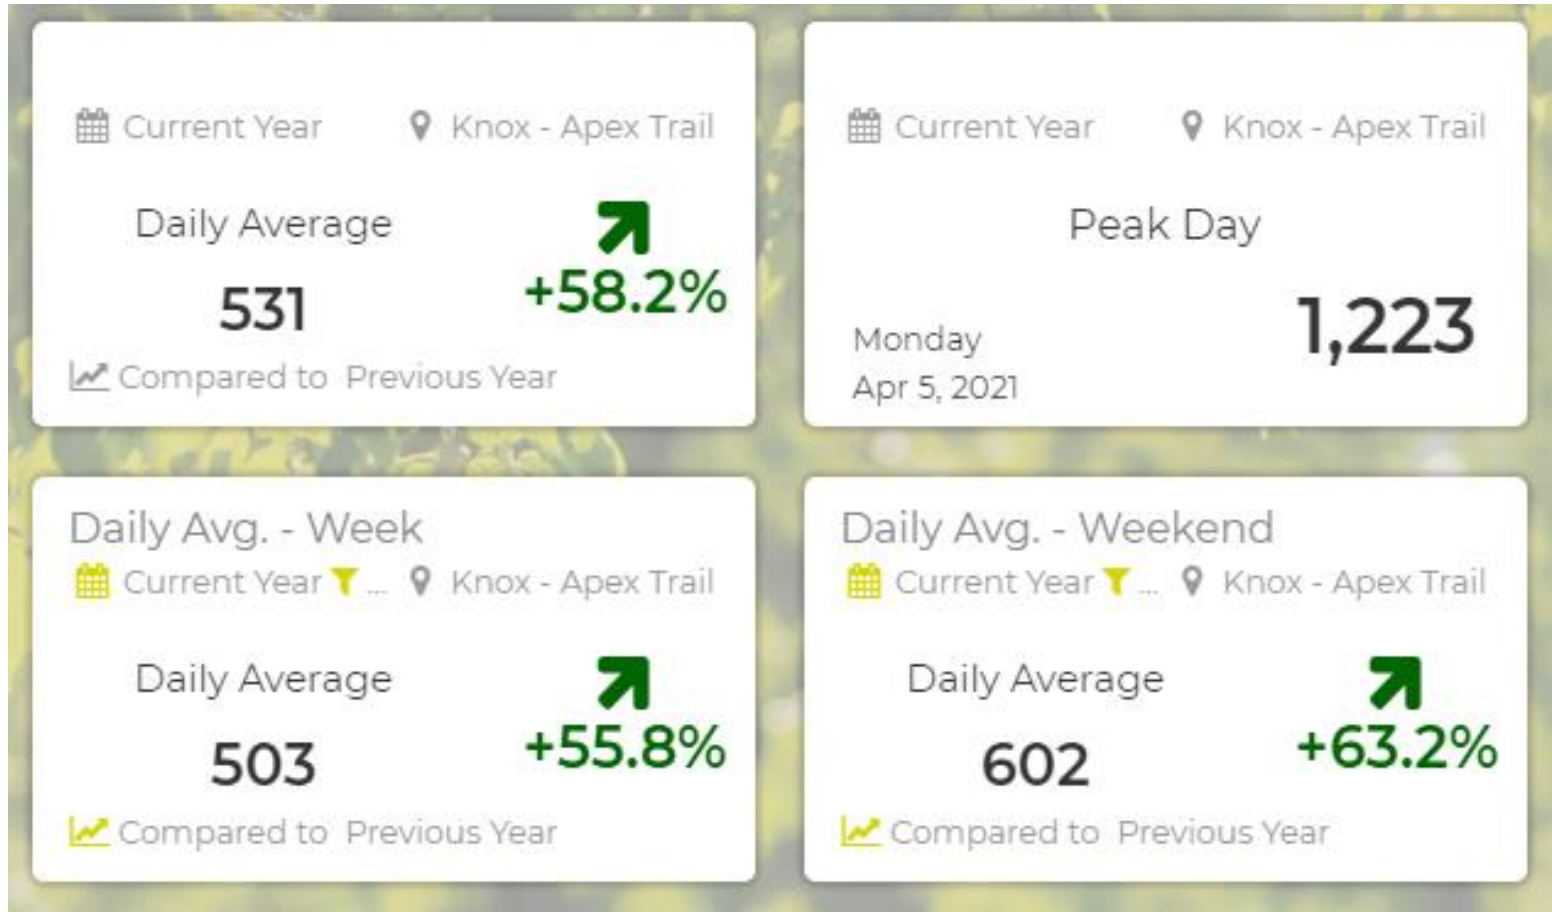 Current Year Knox - Apex Trail
Daily Average
+58.2%
531
Compared to Previous Year
Current Year Knox - Apex Trail
Peak Day
1,223
Monday
Apr 5, 2021
Daily Avg. - Week
Current Year ... Knox - Apex Trail
Daily Average
+55.8%
503
Compared to Previous Year
Daily Avg. - Weekend
Current Year ... Knox - Apex Trail
Daily Average
+63.2%
602
Compared to Previous Year